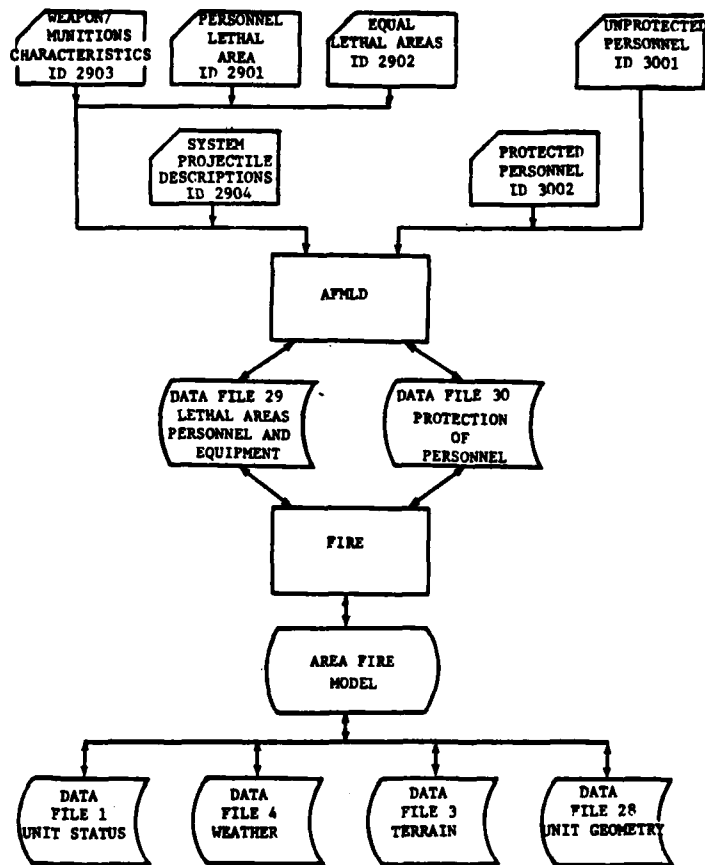 WEAPON/
MUNITIONS
CHARACTERISTICS
ID 2903
PERSONNEL
LETHAL
AREA
ID 2901
EQUAL
LETHAL AREAS
ID 2902
UNPROTECTED
PERSONNEL
ID 3001
SYSTEM
PROJECTILE
DESCRIPTIONS
ID 2904
PROTECTED
PERSONNEL
ID 3002
AFMLD
DATA FILE 29
LETHAL AREAS
PERSONNEL AND
EQUIPMENT
DATA FILE 30
PROTECTION
OF
PERSONNEL
FIRE
AREA FIRE
MODEL
DATA
FILE 1
UNIT STATUS
DATA
FILE 4
WEATHER
DATA
FILE 3
TERRAIN
DATA
FILE 28
UNIT GEOMETRY